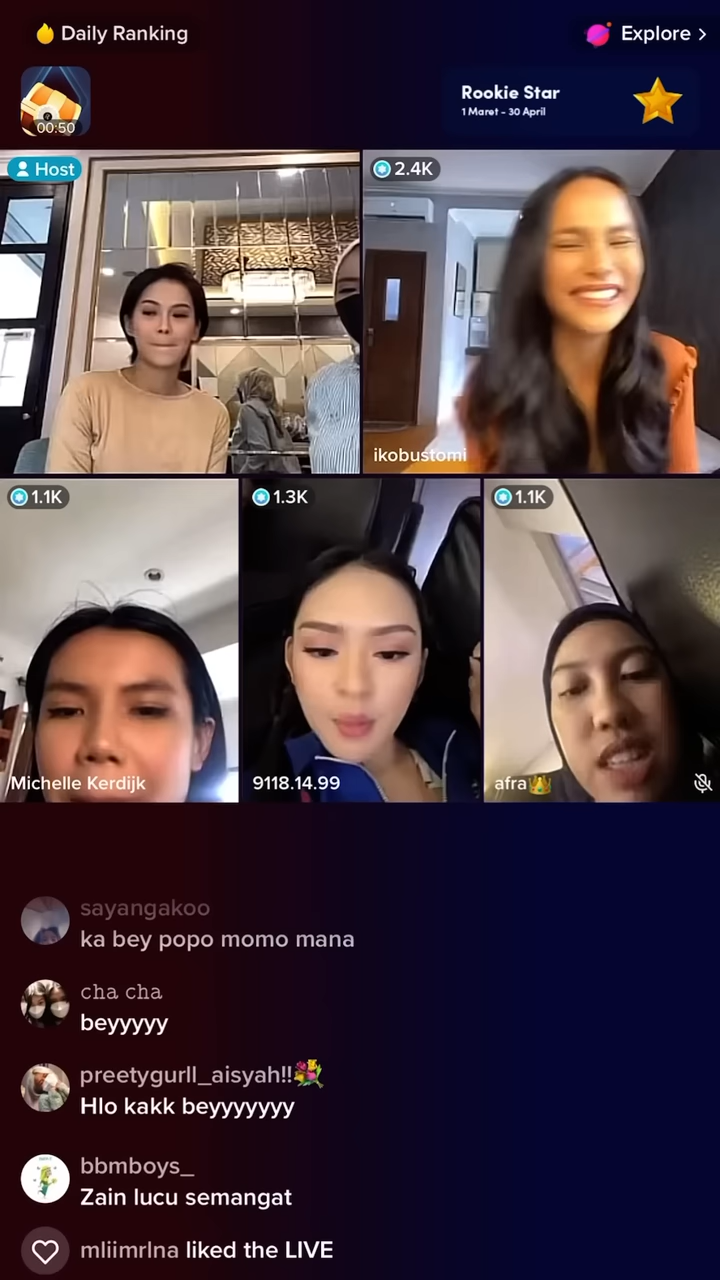 Daily Ranking
Explore >
00:50
Rookie Star
1 Maret - 30 April
Host
2.4K
ikobustomi
1.1K
1.3K
1.1K
Michelle Kerdijk
9118.14.99
afra👑
sayangakoo
ka bey popo momo mana
cha cha
beyyyyy
preetygurll_aisyah!!💐
Hlo kakk beyyyyyyy
bbmboys_
Zain lucu semangat
mliimrlna liked the LIVE